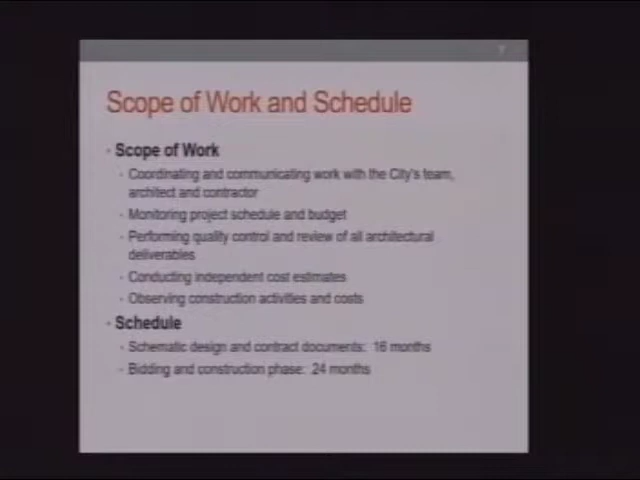 Scope of Work and Schedule
Scope of Work
Coordinating and communicating work with the City's team,
architect and contractor
Monitoring project schedule and budget
Performing quality control and review of all architectural
deliverables
Conducting independent cost estimates
Observing construction activities and costs
Schedule
Schematic design and contract documents: 16 months
Bidding and construction phase: 24 months